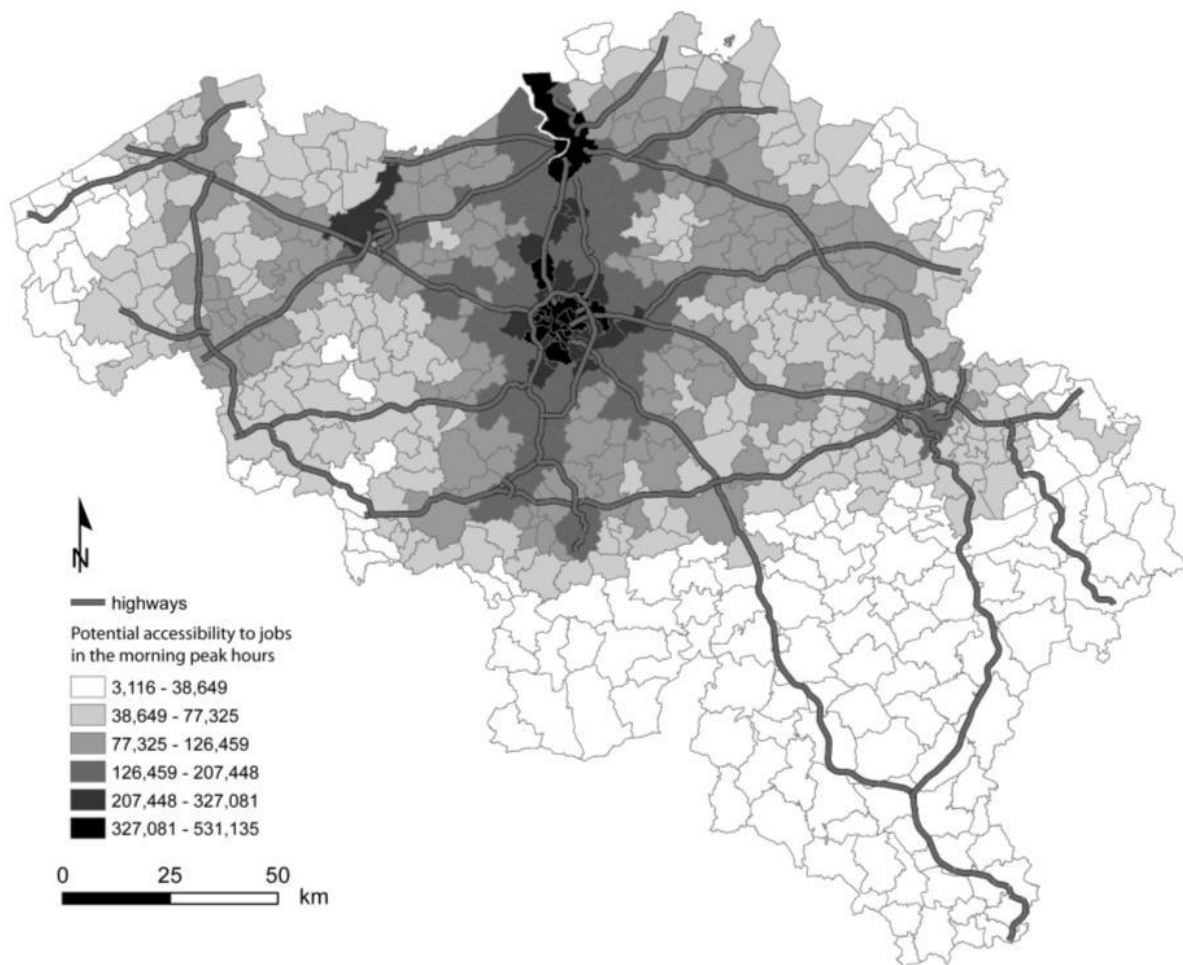 N
highways
Potential accessibility to jobs
in the morning peak hours
3,116 - 38,649
38,649 - 77,325
77,325 - 126,459
126,459 - 207,448
207,448 - 327,081
327,081 - 531,135
0 25 50
km